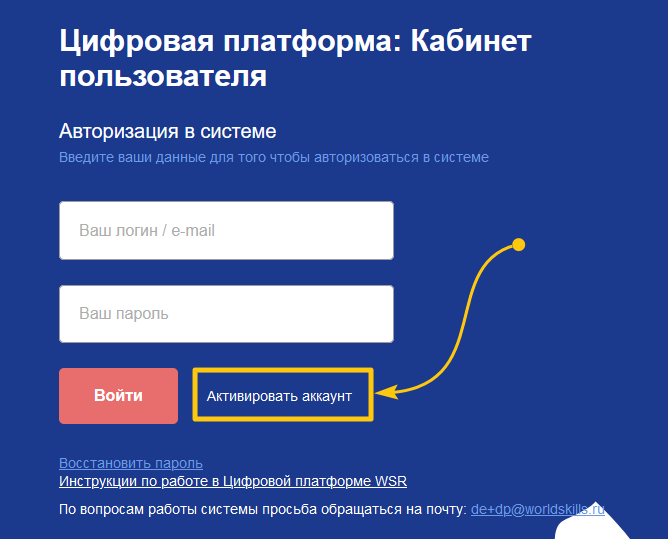 Цифровая платформа: Кабинет
пользователя
Авторизация в системе
Введите ваши данные для того чтобы авторизоваться в системе
Ваш логин / e-mail
Ваш пароль
Войти
Активировать аккаунт
Восстановить пароль
Инструкции по работе в Цифровой платформе WSR
По вопросам работы системы просьба обращаться на почту: de+dp@worldskills.ru